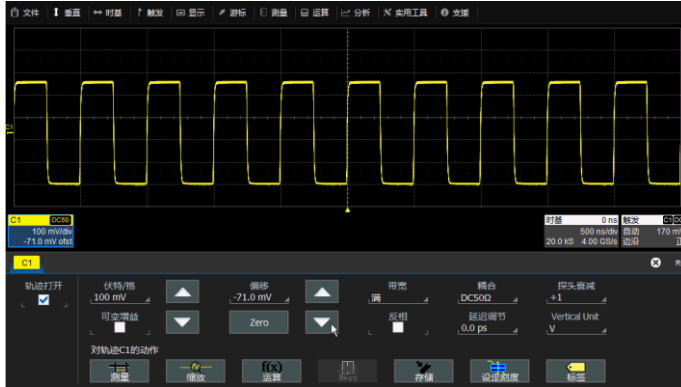 文件 垂直 时基 触发 显示 游标 测量 运算 分析 实用工具 支援
C1
C1 DC50
100 mV/div
-71.0 mV ofst
时基 0 ns
500 ns/div
20.0 kS 4.00 GS/s
触发 C1 DC
自动 170 m
边沿 正
C1
轨迹打开
伏特/格
100 mV
可变增益
偏移
-71.0 mV
Zero
带宽
满
反相
耦合
DC50Ω
延迟调节
0.0 ps
探头衰减
÷1
Vertical Unit
V
对轨迹C1的动作
测量
缩放
f(x)
运算
存储
设定刻度
标签